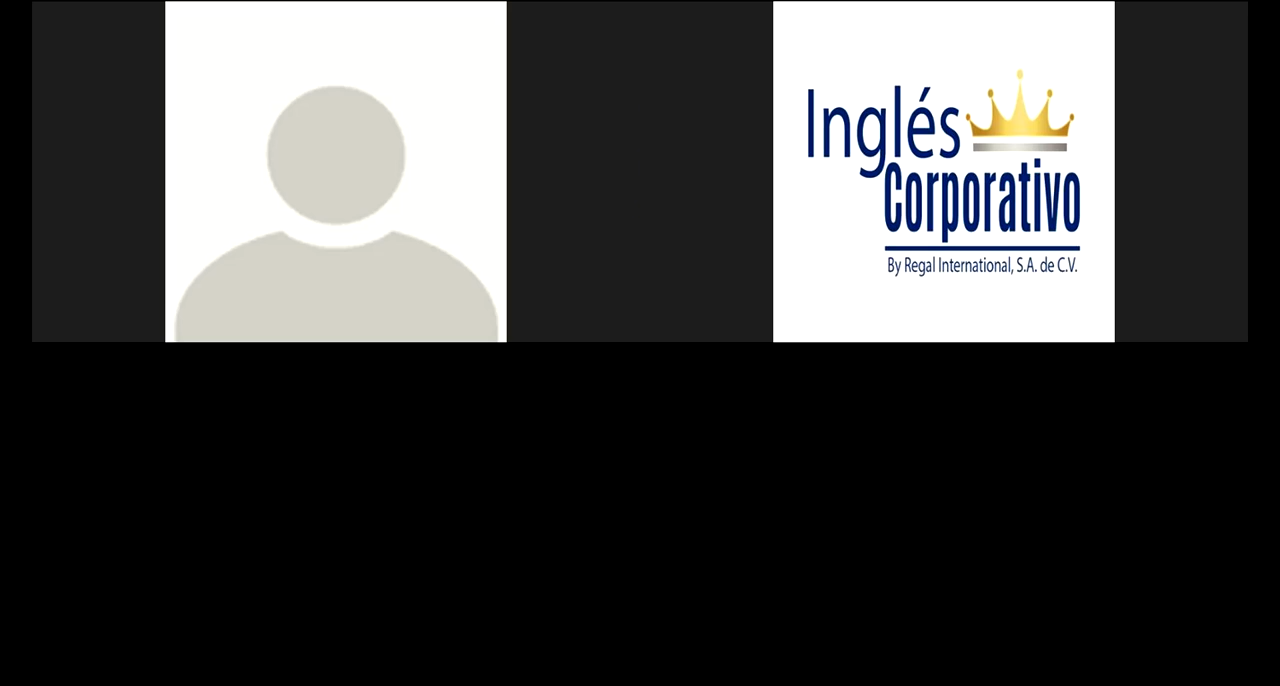 Inglés
Corporativo
By Regal International, S.A. de C.V.